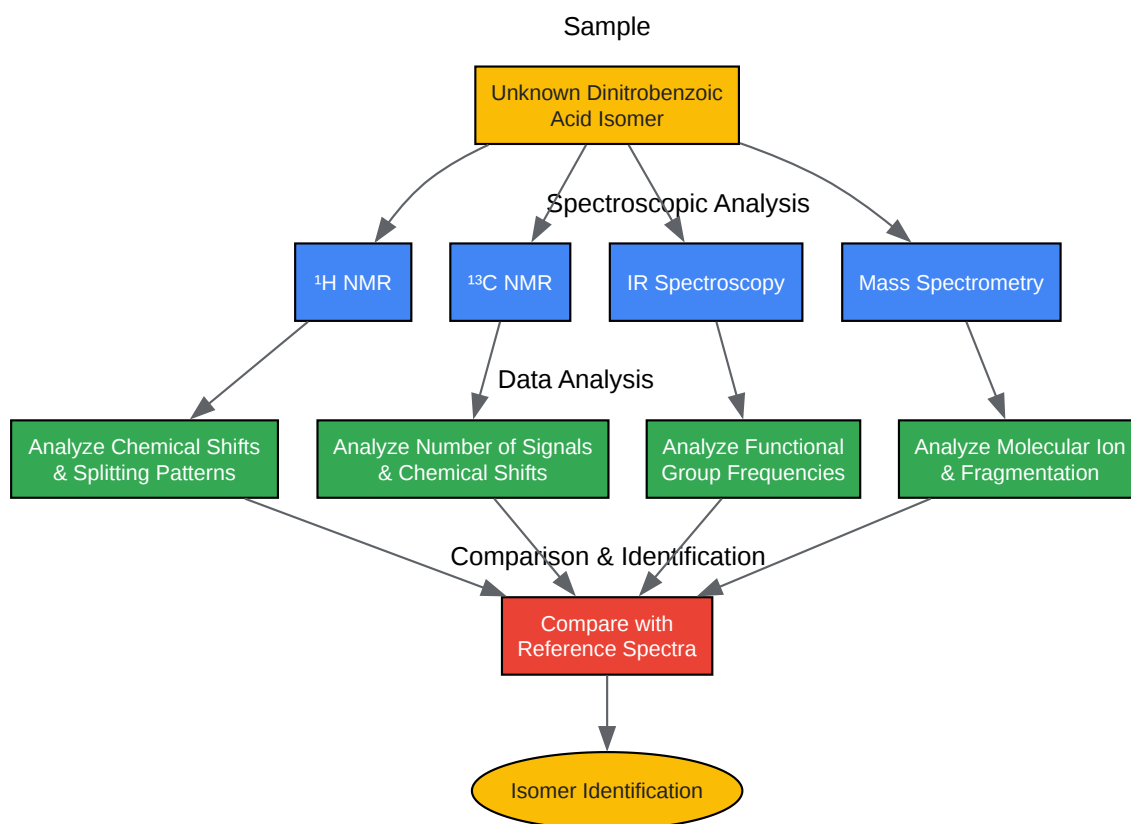 Sample
Unknown Dinitrobenzoic
Acid Isomer
Spectroscopic Analysis
¹H NMR
¹³C NMR
IR Spectroscopy
Mass Spectrometry
Data Analysis
Analyze Chemical Shifts
& Splitting Patterns
Analyze Number of Signals
& Chemical Shifts
Analyze Functional
Group Frequencies
Analyze Molecular Ion
& Fragmentation
Comparison & Identification
Compare with
Reference Spectra
Isomer Identification